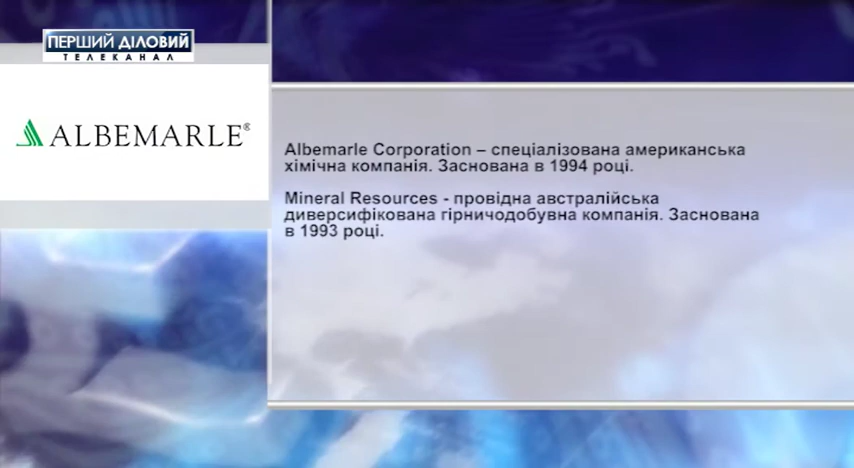 ПЕРШИЙ ДІЛОВИЙ
ТЕЛЕКАНАЛ
ALBEMARLE®
Albemarle Corporation – спеціалізована американська
хімічна компанія. Заснована в 1994 році.
Mineral Resources - провідна австралійська
диверсифікована гірничодобувна компанія. Заснована
в 1993 році.